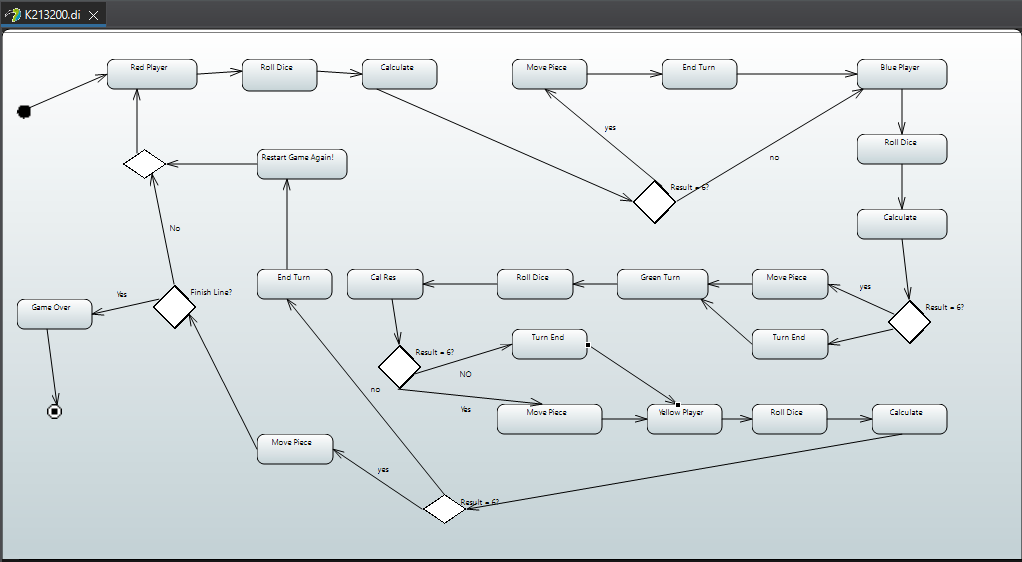 K213200.di
Red Player
Roll Dice
Calculate
Move Piece
End Turn
Blue Player
yes
no
Roll Dice
Restart Game Again!
Result = 6?
Calculate
No
End Turn
Cal Res
Roll Dice
Green Turn
Move Piece
yes
Finish Line?
Yes
Game Over
Result = 6?
Turn End
Turn End
Result = 6?
NO
no
Yes
Move Piece
Yellow Player
Roll Dice
Calculate
Move Piece
yes
Result = 6?